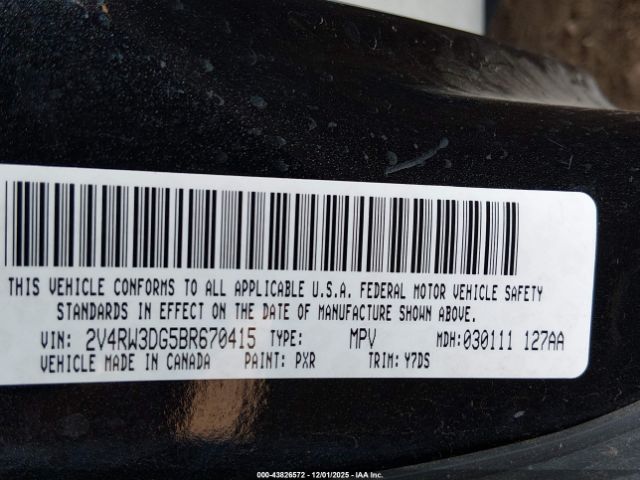 THIS VEHICLE CONFORMS TO ALL APPLICABLE U.S.A. FEDERAL MOTOR VEHICLE SAFETY
STANDARDS IN EFFECT ON THE DATE OF MANUFACTURE SHOWN ABOVE.
VIN: 2V4RW3DG5BR670415 TYPE: MPV MDH: 030111 127AA
VEHICLE MADE IN CANADA PAINT: PXR TRIM: Y7DS
00-43826572 - 12/01/2025 - IAA Inc.